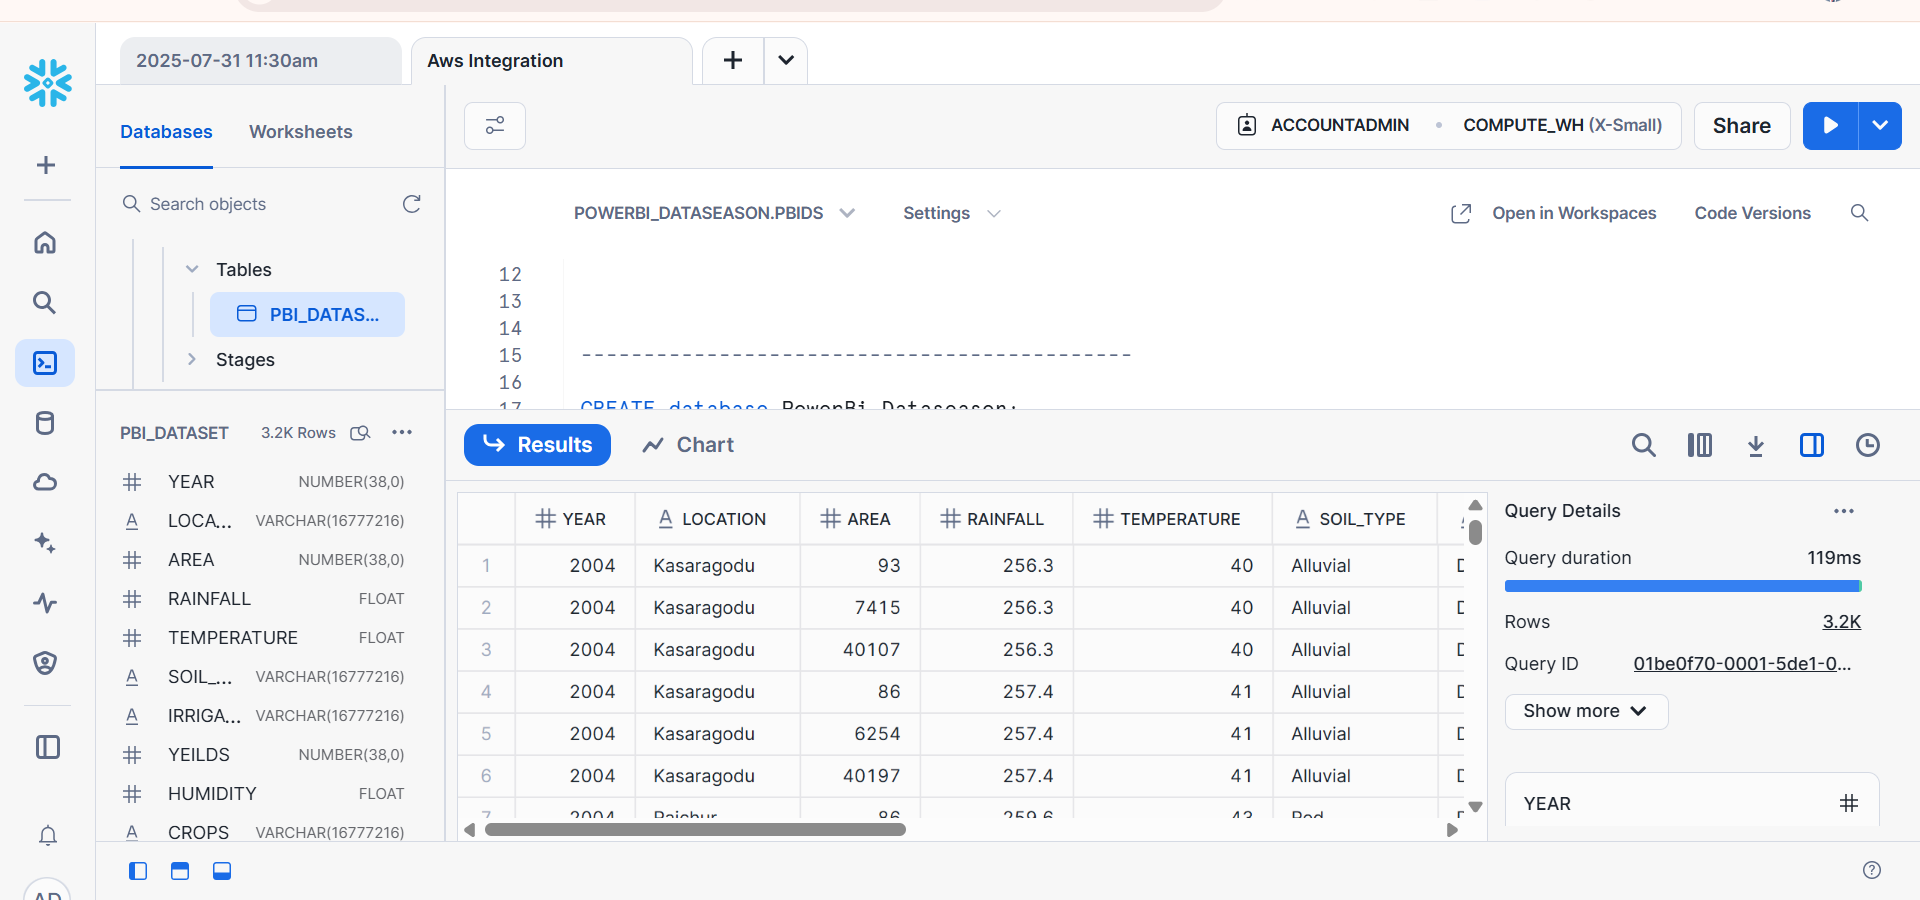 2025-07-31 11:30am
Aws Integration
Databases
Worksheets
ACCOUNTADMIN
COMPUTE_WH (X-Small)
Share
Search objects
POWERBI_DATASEASON.PBIDS
Settings
Open in Workspaces
Code Versions
Tables
PBI_DATAS...
Stages
12
13
14
15 --------------------------------------------
16
17 CREATE database PowerBi_Dataseason;
PBI_DATASET 3.2K Rows
YEAR NUMBER(38,0)
LOCA... VARCHAR(16777216)
AREA NUMBER(38,0)
RAINFALL FLOAT
TEMPERATURE FLOAT
SOIL_... VARCHAR(16777216)
IRRIGA... VARCHAR(16777216)
YEILDS NUMBER(38,0)
HUMIDITY FLOAT
CROPS VARCHAR(16777216)
Results
Chart
YEAR LOCATION AREA RAINFALL TEMPERATURE SOIL_TYPE
1 2004 Kasaragodu 93 256.3 40 Alluvial D
2 2004 Kasaragodu 7415 256.3 40 Alluvial D
3 2004 Kasaragodu 40107 256.3 40 Alluvial D
4 2004 Kasaragodu 86 257.4 41 Alluvial D
5 2004 Kasaragodu 6254 257.4 41 Alluvial D
6 2004 Kasaragodu 40197 257.4 41 Alluvial D
7 2004 Raichur 86 259.6 43 Red
Query Details
Query duration 119ms
Rows 3.2K
Query ID 01be0f70-0001-5de1-0...
Show more
YEAR
AD